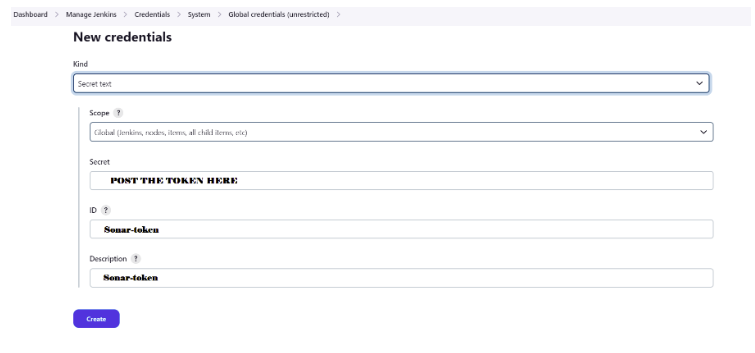 Dashboard > Manage Jenkins > Credentials > System > Global credentials (unrestricted) >
New credentials
Kind
Secret text
Scope ?
Global (Jenkins, nodes, items, all child items, etc)
Secret
POST THE TOKEN HERE
ID ?
Sonar-token
Description ?
Sonar-token
Create